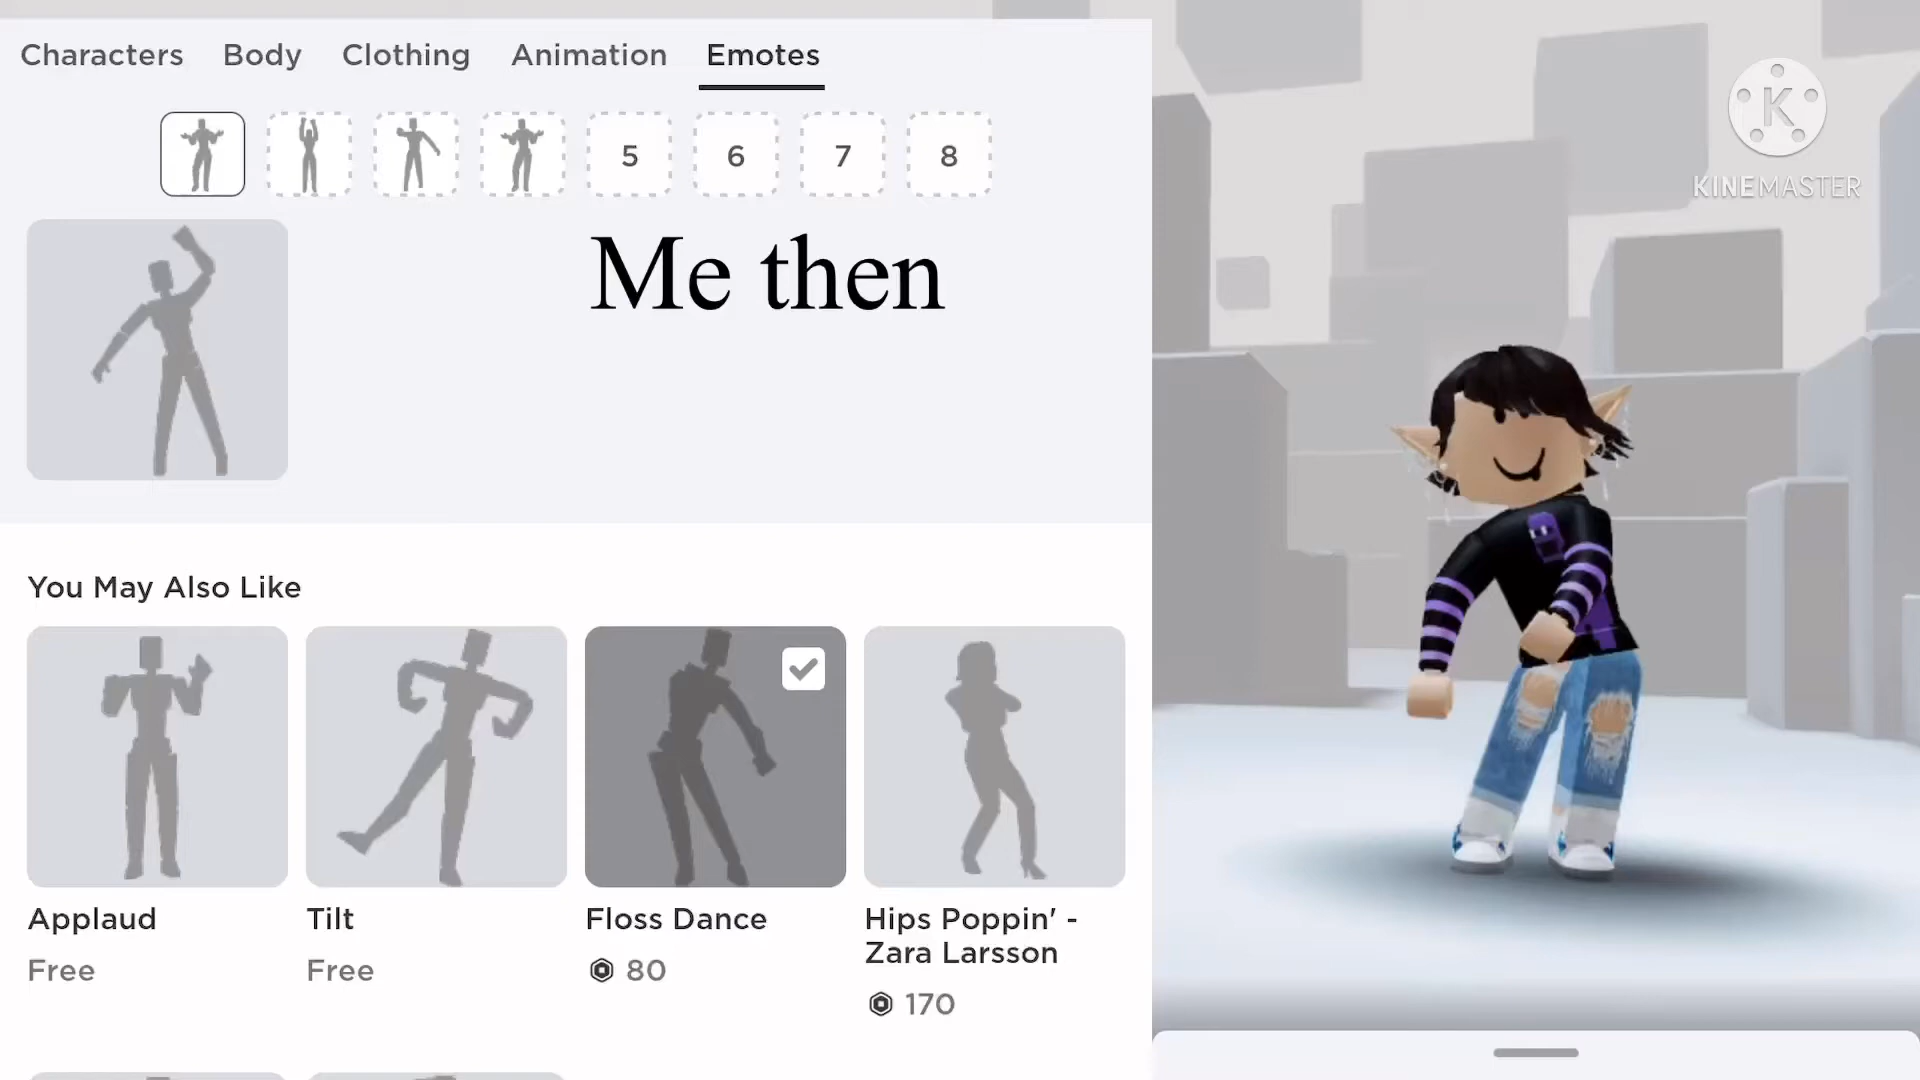 Characters Body Clothing Animation Emotes
5 6 7 8
K
KINEMASTER
Me then
You May Also Like
Applaud
Free
Tilt
Free
Floss Dance
80
Hips Poppin' -
Zara Larsson
170